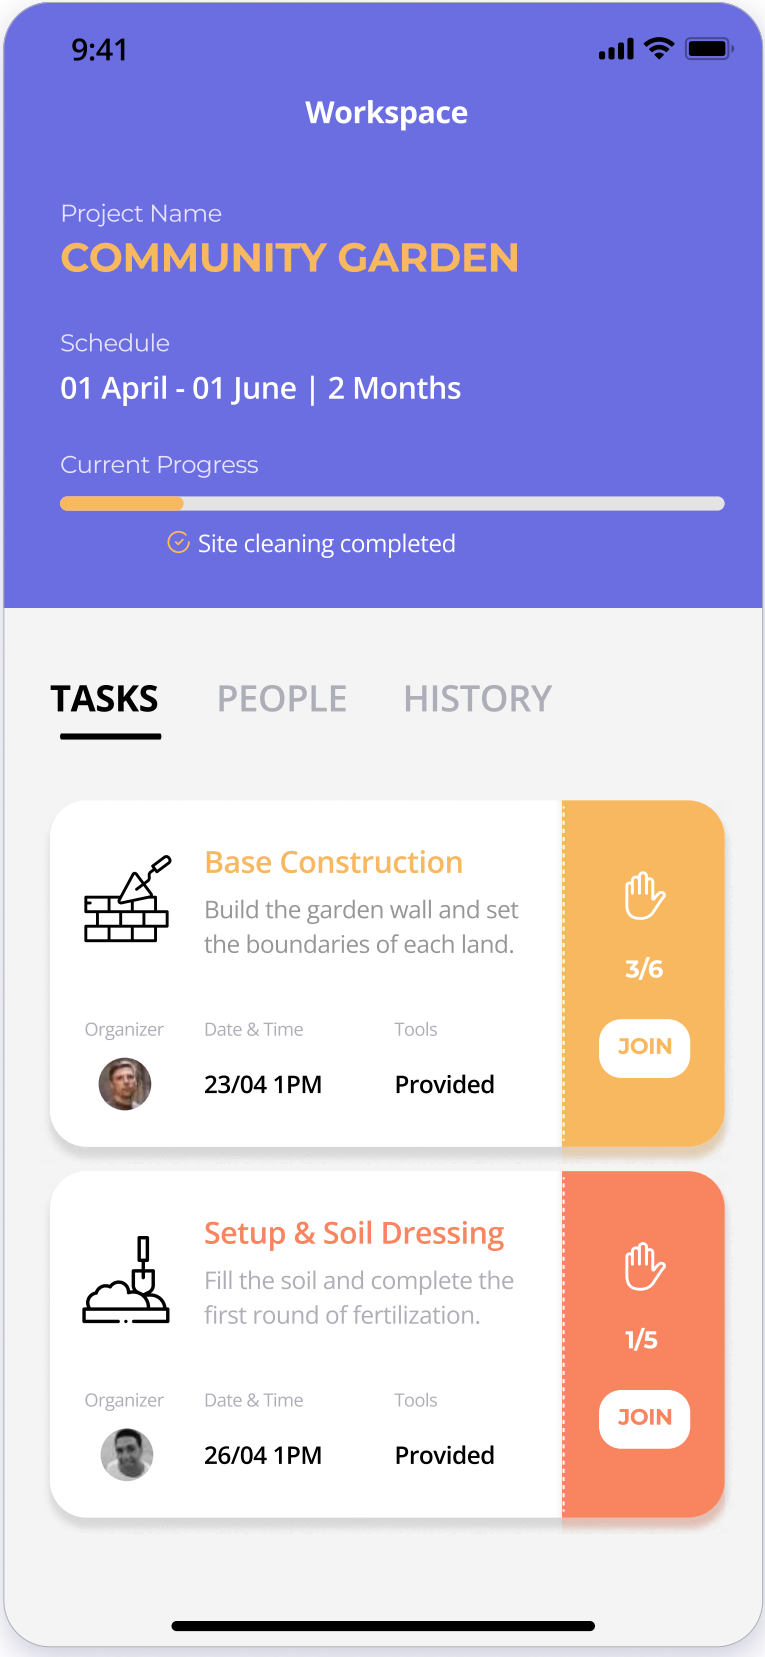 9:41
Workspace
Project Name
COMMUNITY GARDEN
Schedule
01 April - 01 June | 2 Months
Current Progress
Site cleaning completed
TASKS PEOPLE HISTORY
Base Construction
Build the garden wall and set
the boundaries of each land.
3/6
JOIN
Organizer Date & Time Tools
23/04 1PM Provided
Setup & Soil Dressing
Fill the soil and complete the
first round of fertilization.
1/5
JOIN
Organizer Date & Time Tools
26/04 1PM Provided